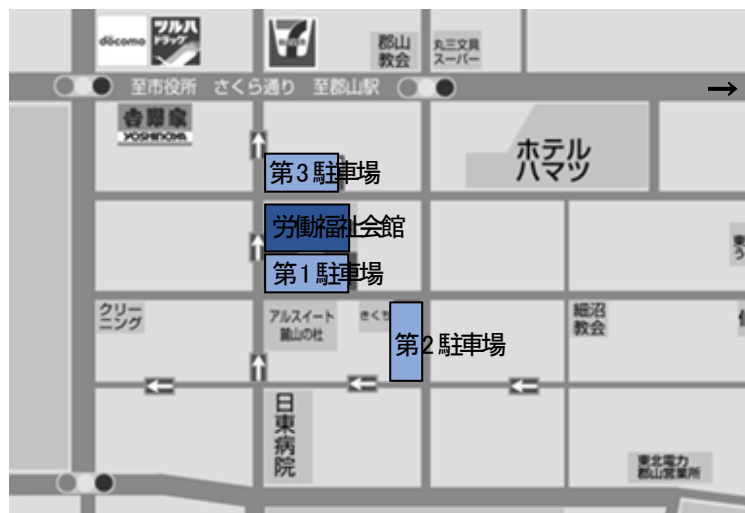 döcomo
ツルハ
ドラッグ
郡山
教会
丸三文具
スーパー
至市役所 さくら通り 至郡山駅
→
吉野家
YOSHINOYA
ホテル
ハマツ
第3駐車場
労働福祉会館
第1駐車場
クリー
ニング
アルスイート
麓山の杜
きくち
第2駐車場
細沼
教会
日東病院
東北電力
郡山営業所